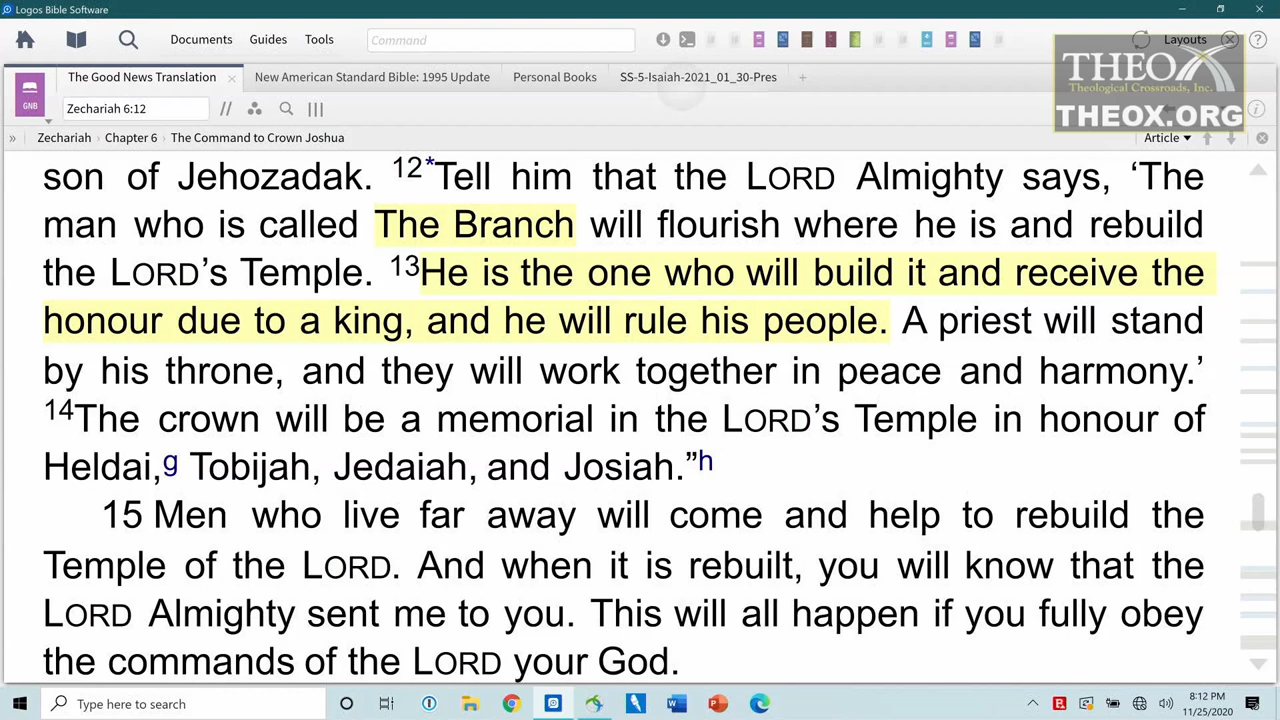 Logos Bible Software
Documents Guides Tools Command Layouts
THEOX
Theological Crossroads, Inc.
THEOX.ORG
The Good News Translation New American Standard Bible: 1995 Update Personal Books SS-5-Isaiah-2021_01_30-Pres
GNB
Zechariah 6:12
Zechariah Chapter 6 The Command to Crown Joshua Article
son of Jehozadak. 12*Tell him that the LORD Almighty says, ‘The
man who is called The Branch will flourish where he is and rebuild
the LORD’s Temple. 13He is the one who will build it and receive the
honour due to a king, and he will rule his people. A priest will stand
by his throne, and they will work together in peace and harmony.’
14The crown will be a memorial in the LORD’s Temple in honour of
Heldai,g Tobijah, Jedaiah, and Josiah.”h
15 Men who live far away will come and help to rebuild the
Temple of the LORD. And when it is rebuilt, you will know that the
LORD Almighty sent me to you. This will all happen if you fully obey
the commands of the LORD your God.
Type here to search
8:12 PM
11/25/2020